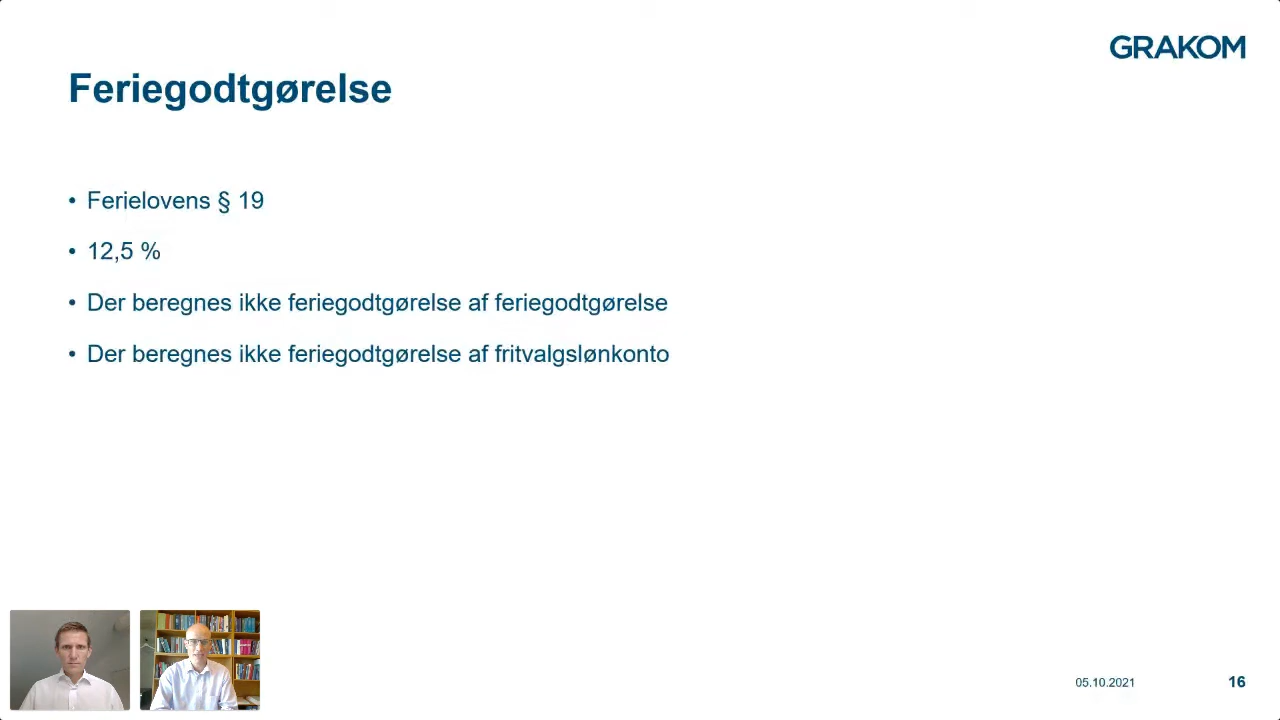 GRAKOM
Feriegodtgørelse
• Ferielovens § 19
• 12,5 %
• Der beregnes ikke feriegodtgørelse af feriegodtgørelse
• Der beregnes ikke feriegodtgørelse af fritvalgslønkonto
05.10.2021
16